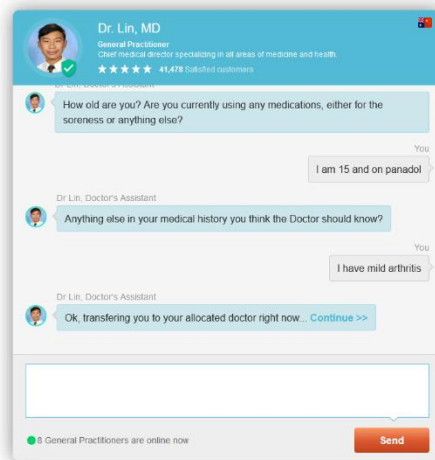 Dr. Lin, MD
General Practitioner
Chief medical director specializing in all areas of medicine and health.
41,478 Satisfied customers
Dr Lin, Doctor's Assistant
How old are you? Are you currently using any medications, either for the
soreness or anything else?
You
I am 15 and on panadol
Dr Lin, Doctor's Assistant
Anything else in your medical history you think the Doctor should know?
You
I have mild arthritis
Dr Lin, Doctor's Assistant
Ok, transfering you to your allocated doctor right now... Continue >>
8 General Practitioners are online now
Send